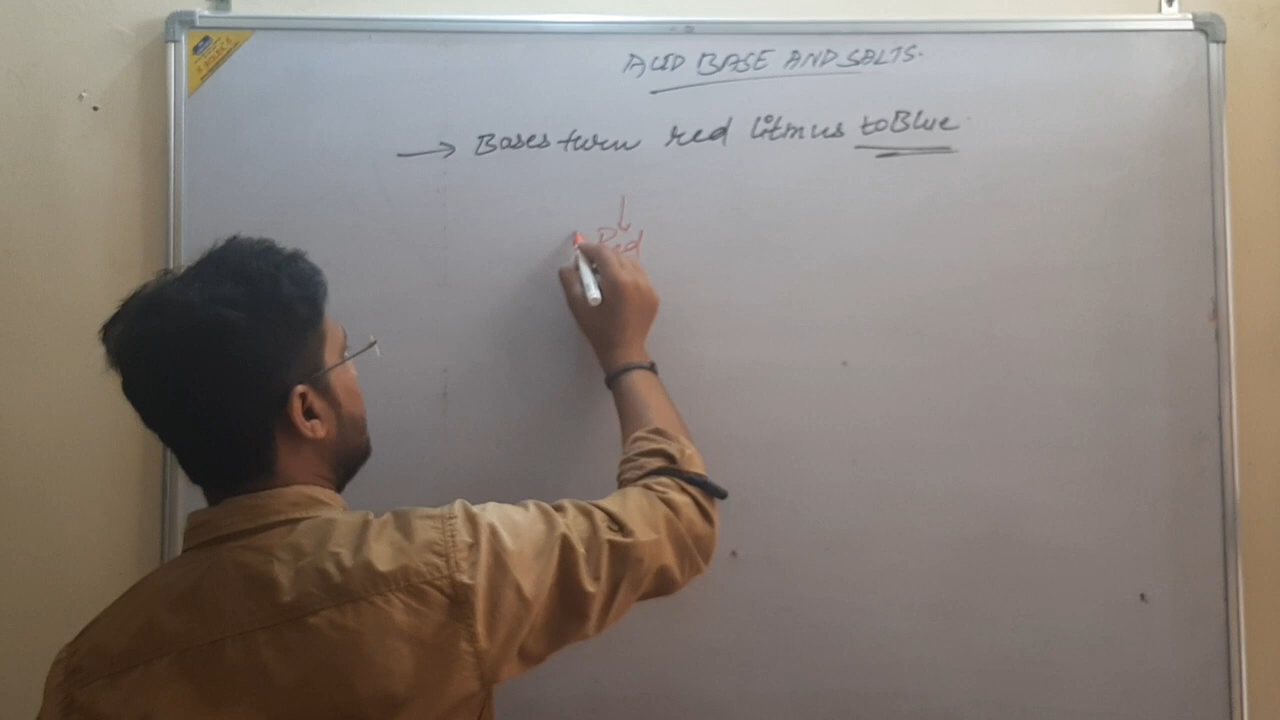 ACID BASE AND SALTS.
→ Bases turn red litmus to Blue
↓
Red